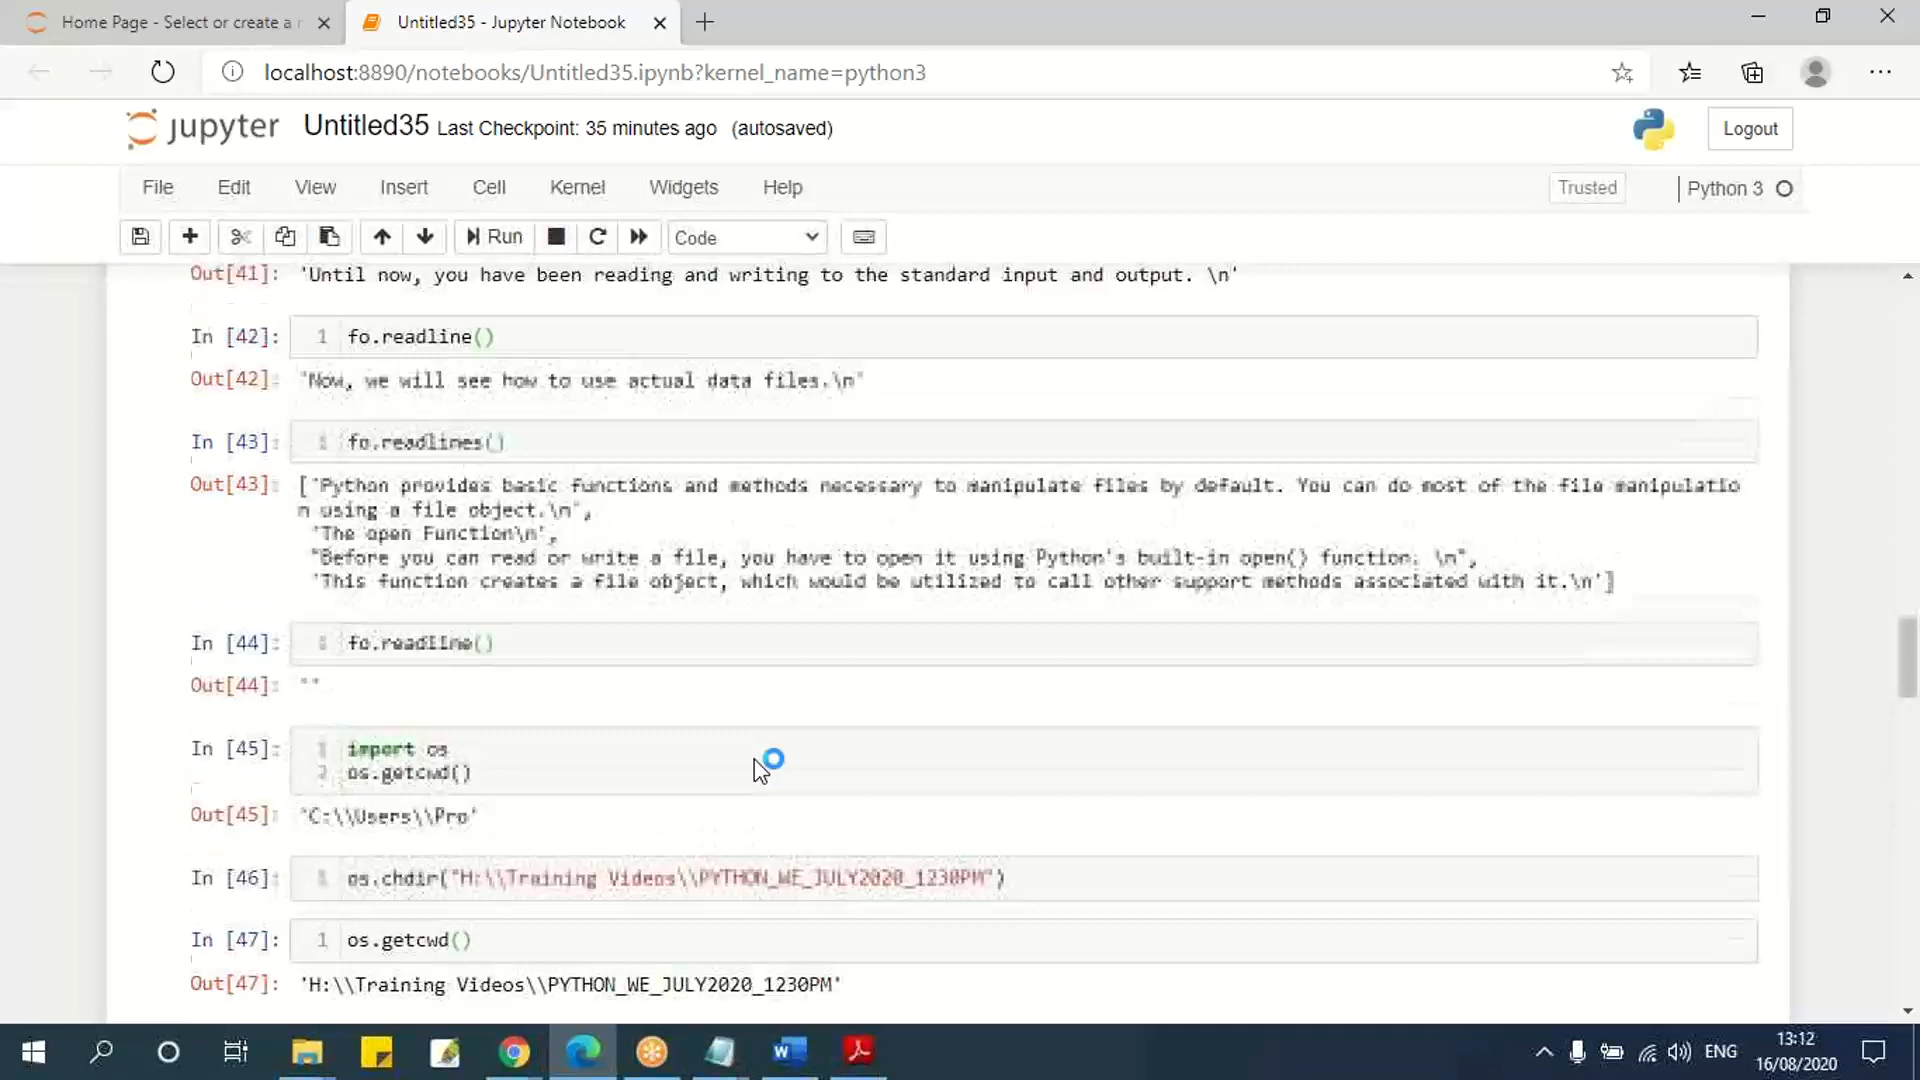 Home Page - Select or create a n
Untitled35 - Jupyter Notebook
localhost:8890/notebooks/Untitled35.ipynb?kernel_name=python3
jupyter Untitled35 Last Checkpoint: 35 minutes ago (autosaved)
Logout
File Edit View Insert Cell Kernel Widgets Help
Trusted Python 3
Run Code
Out[41]: 'Until now, you have been reading and writing to the standard input and output. \n'
In [42]: 1 fo.readline()
Out[42]: 'Now, we will see how to use actual data files.\n'
In [43]: 1 fo.readlines()
Out[43]: ['Python provides basic functions and methods necessary to manipulate files by default. You can do most of the file manipulatio
n using a file object.\n',
'The open Function\n',
"Before you can read or write a file, you have to open it using Python's built-in open() function. \n",
'This function creates a file object, which would be utilized to call other support methods associated with it.\n']
In [44]: 1 fo.readline()
Out[44]: ''
In [45]: 1 import os
2 os.getcwd()
Out[45]: 'C:\\Users\\Pro'
In [46]: 1 os.chdir("H:\\Training Videos\\PYTHON_WE_JULY2020_1230PM")
In [47]: 1 os.getcwd()
Out[47]: 'H:\\Training Videos\\PYTHON_WE_JULY2020_1230PM'
ENG
13:12
16/08/2020